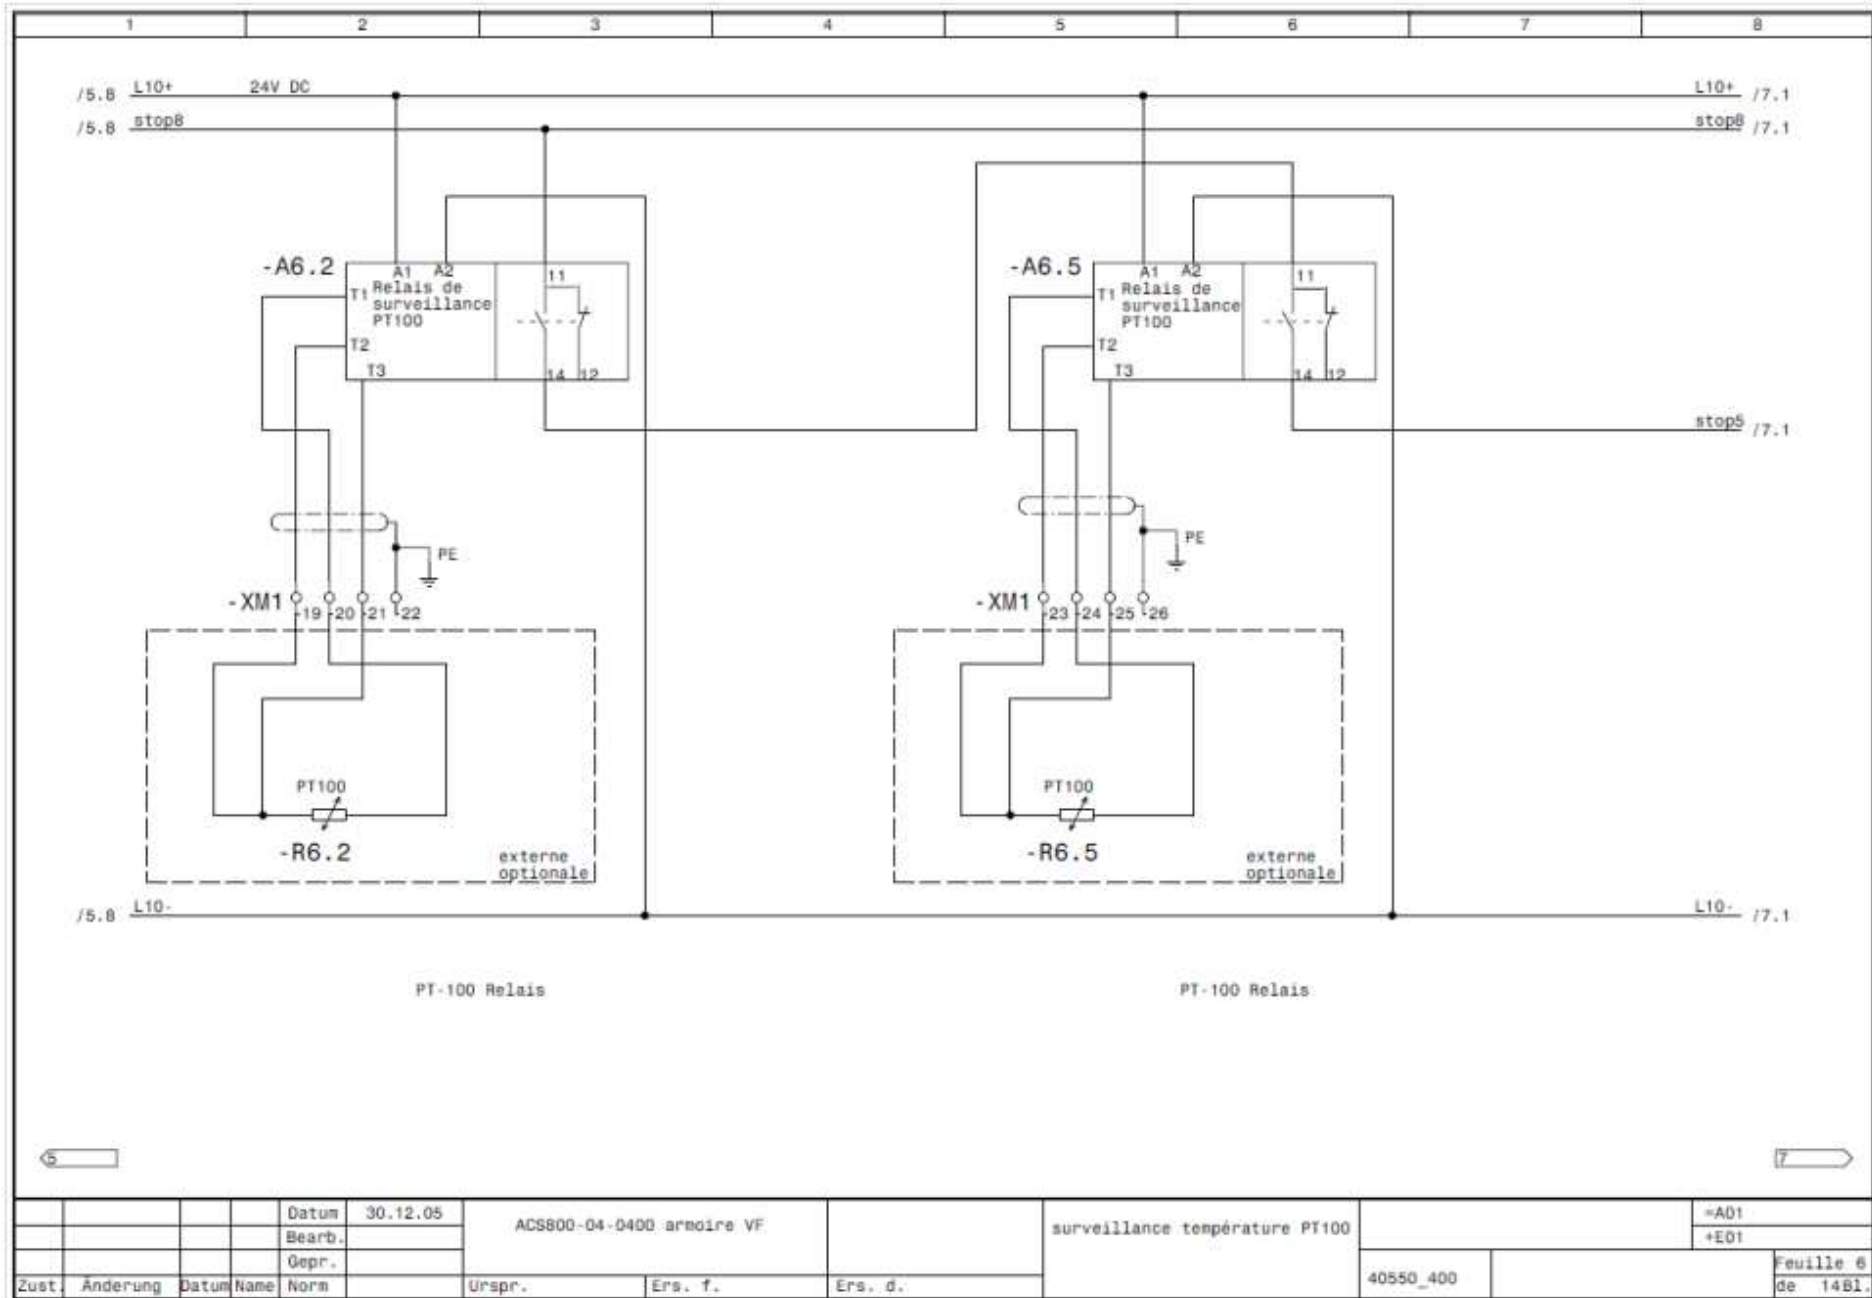 1 2 3 4 5 6 7 8
/5.8 L10+ 24V DC L10+ /7.1
/5.8 stop8 stop8 /7.1
-A6.2 A1 A2 11
T1 Relais de
surveillance
PT100
T2
T3 14 12
-A6.5 A1 A2 11
T1 Relais de
surveillance
PT100
T2
T3 14 12
stop5 /7.1
PE
PE
-XM1 19 20 21 22
-XM1 23 24 25 26
PT100
-R6.2
externe
optionale
PT100
-R6.5
externe
optionale
/5.8 L10- L10- /7.1
PT-100 Relais PT-100 Relais
5 7
Datum 30.12.05
Bearb.
Gepr.
Zust. Änderung Datum Name Norm
ACS800-04-0400 armoire VF
Urspr. Ers. f. Ers. d.
surveillance température PT100
40550_400
=A01
+E01
Feuille 6
de 14Bl.